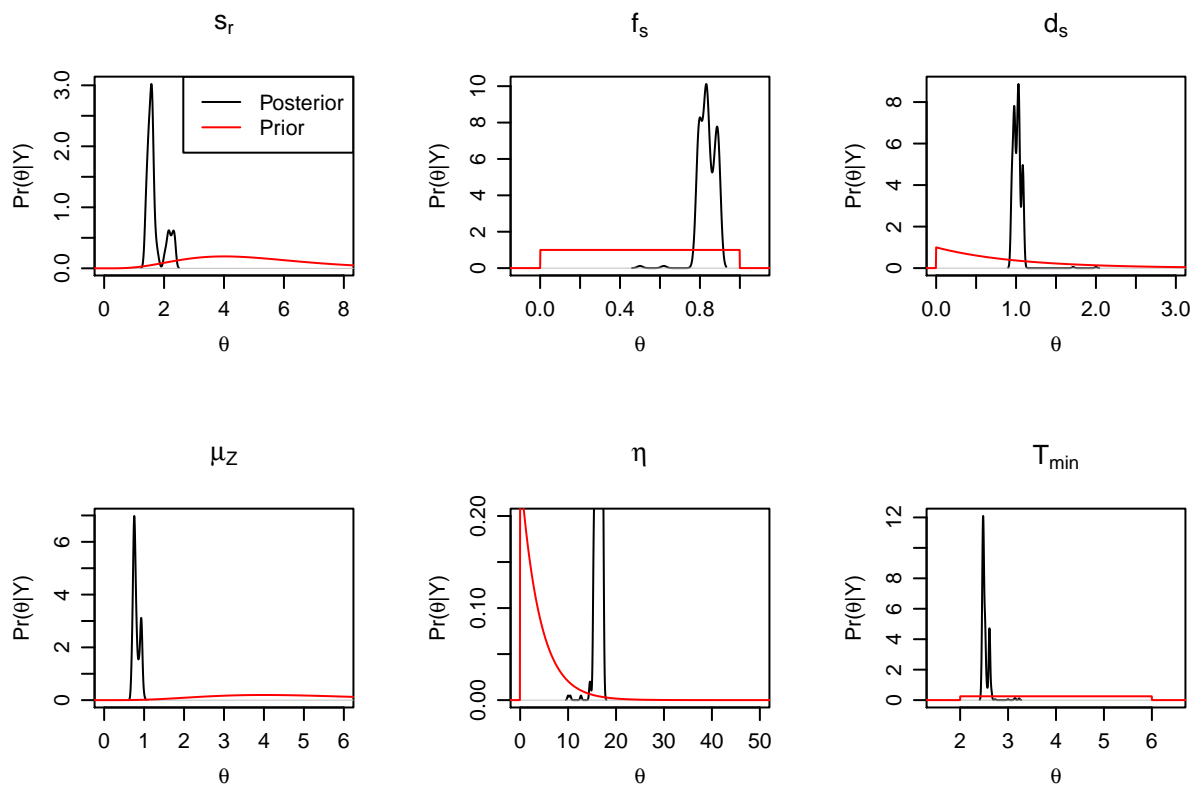 s_r
Pr(θ|Y)
0.0 1.0 2.0 3.0
Posterior
Prior
0 2 4 6 8
θ
f_s
Pr(θ|Y)
0 2 4 6 8 10
0.0 0.4 0.8
θ
d_s
Pr(θ|Y)
0 2 4 6 8
0.0 1.0 2.0 3.0
θ
μ_Z
Pr(θ|Y)
0 2 4 6
0 1 2 3 4 5 6
θ
η
Pr(θ|Y)
0.00 0.10 0.20
0 10 20 30 40 50
θ
T_min
Pr(θ|Y)
0 2 4 6 8 12
2 3 4 5 6
θ